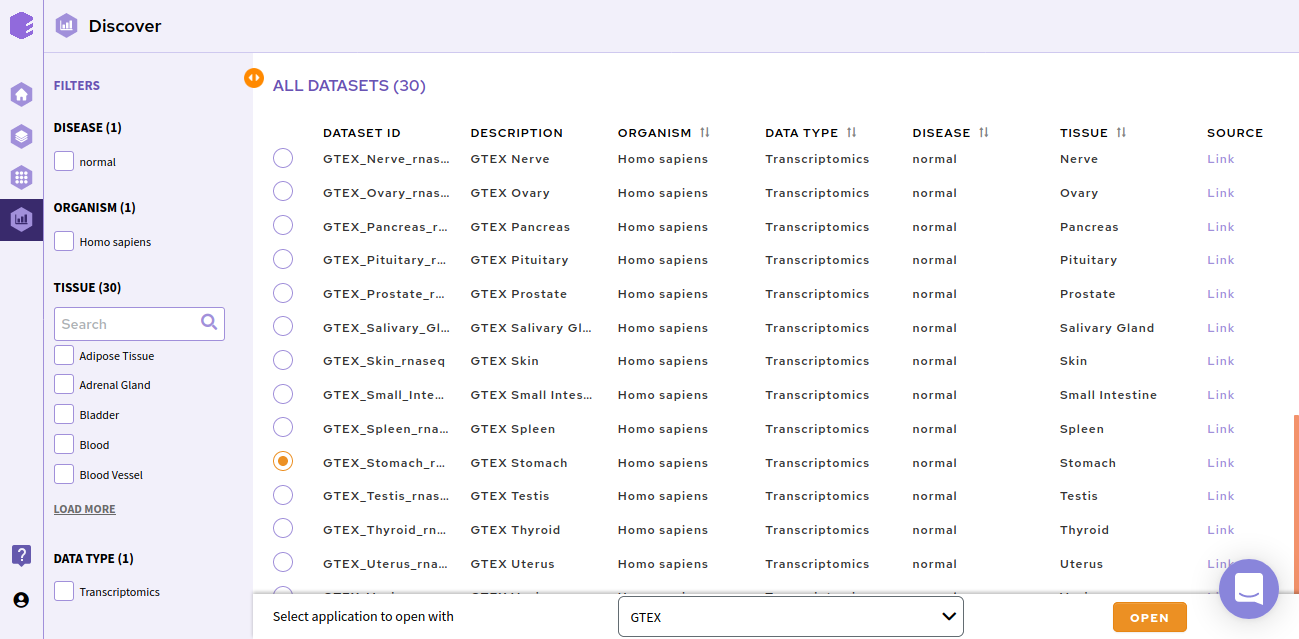 Discover
FILTERS
DISEASE (1)
normal
ORGANISM (1)
Homo sapiens
TISSUE (30)
Search
Adipose Tissue
Adrenal Gland
Bladder
Blood
Blood Vessel
LOAD MORE
DATA TYPE (1)
Transcriptomics
?
ALL DATASETS (30)
DATASET ID DESCRIPTION ORGANISM DATA TYPE DISEASE TISSUE SOURCE
GTEX_Nerve_rnas... GTEX Nerve Homo sapiens Transcriptomics normal Nerve Link
GTEX_Ovary_rnas... GTEX Ovary Homo sapiens Transcriptomics normal Ovary Link
GTEX_Pancreas_r... GTEX Pancreas Homo sapiens Transcriptomics normal Pancreas Link
GTEX_Pituitary_r... GTEX Pituitary Homo sapiens Transcriptomics normal Pituitary Link
GTEX_Prostate_r... GTEX Prostate Homo sapiens Transcriptomics normal Prostate Link
GTEX_Salivary_Gl... GTEX Salivary Gl... Homo sapiens Transcriptomics normal Salivary Gland Link
GTEX_Skin_rnaseq GTEX Skin Homo sapiens Transcriptomics normal Skin Link
GTEX_Small_Inte... GTEX Small Intes... Homo sapiens Transcriptomics normal Small Intestine Link
GTEX_Spleen_rna... GTEX Spleen Homo sapiens Transcriptomics normal Spleen Link
GTEX_Stomach_r... GTEX Stomach Homo sapiens Transcriptomics normal Stomach Link
GTEX_Testis_rnas... GTEX Testis Homo sapiens Transcriptomics normal Testis Link
GTEX_Thyroid_rn... GTEX Thyroid Homo sapiens Transcriptomics normal Thyroid Link
GTEX_Uterus_rna... GTEX Uterus Homo sapiens Transcriptomics normal Uterus Link
Select application to open with GTEX OPEN